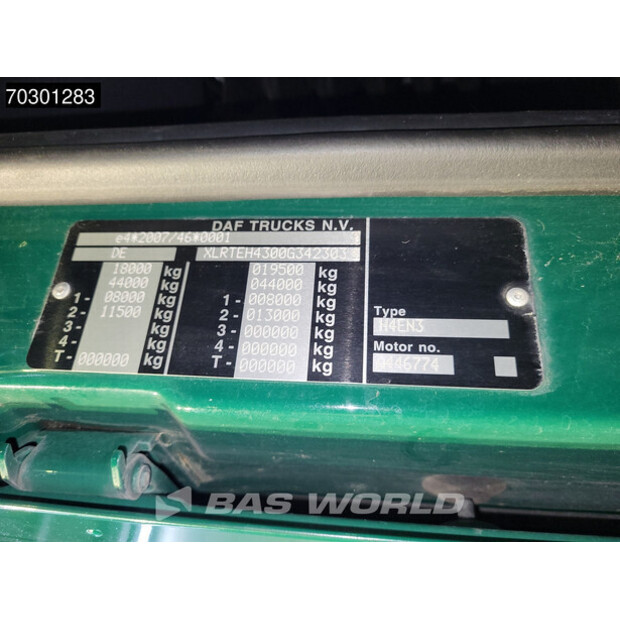 70301283
DAF TRUCKS N.V.
e4*2007/46*0001
DE XLRTEH4300G342303
18000 kg 019500 kg
44000 kg 044000 kg
1- 08000 kg 1- 008000 kg
2- 11500 kg 2- 013000 kg
3- kg 3- 000000 kg
4- kg 4- 000000 kg
T- 000000 kg T- 000000 kg
Type
H4EN3
Motor no.
446774
BAS WORLD